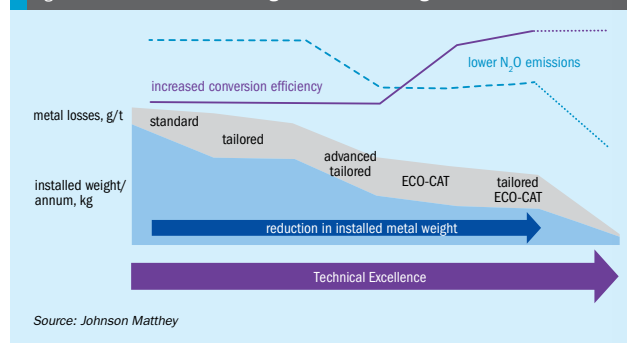 increased conversion efficiency
lower N₂O emissions
metal losses, g/t
standard
tailored
advanced
tailored
ECO-CAT
tailored
ECO-CAT
installed weight/
annum, kg
reduction in installed metal weight
Technical Excellence
Source: Johnson Matthey